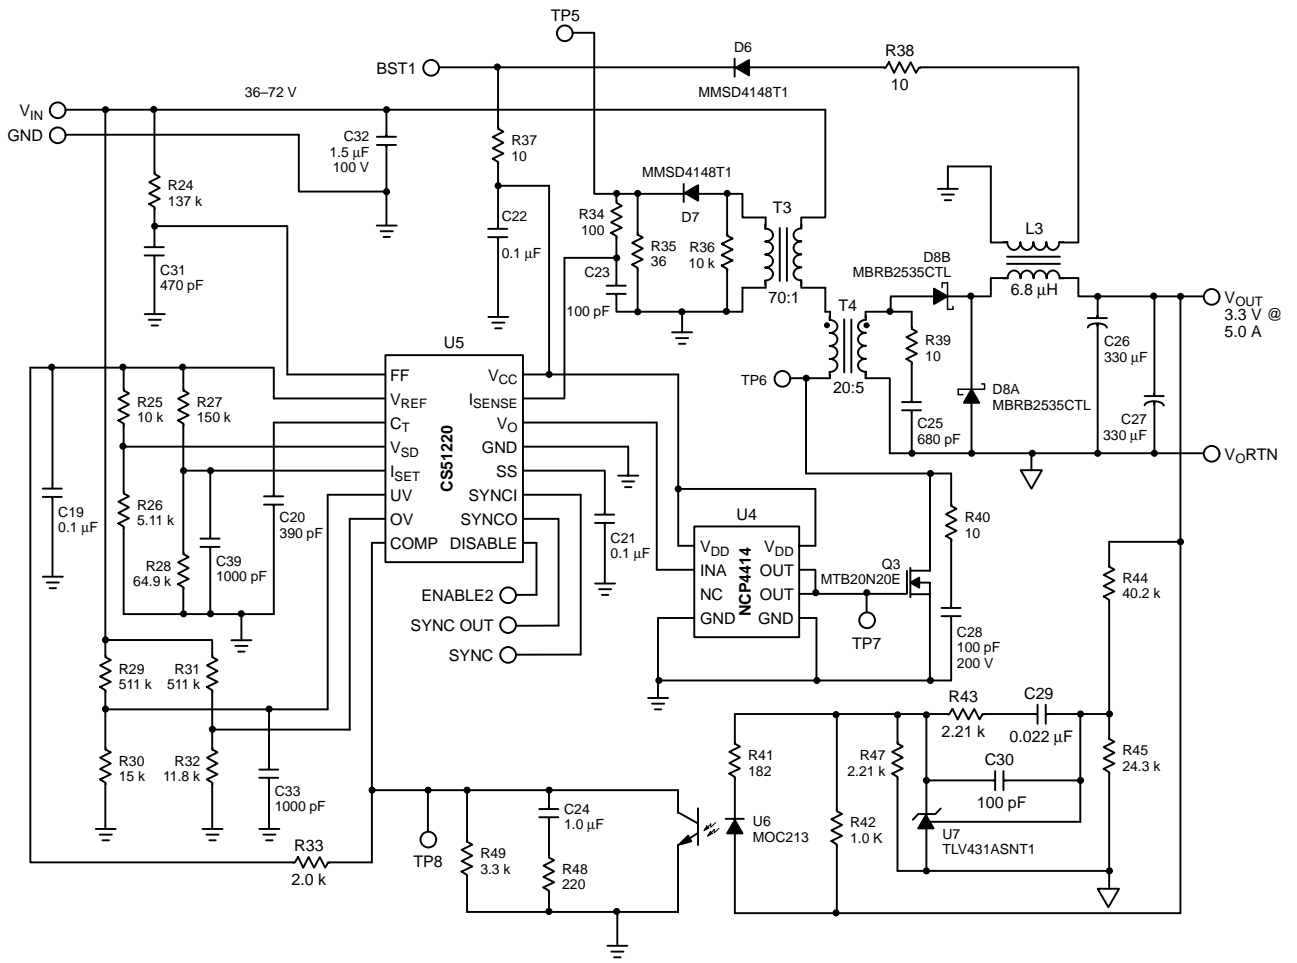 TP5
BST1
D6
MMSD4148T1
R38
10
36–72 V
VIN
GND
C32
1.5 µF
100 V
R37
10
R24
137 k
C31
470 pF
C22
0.1 µF
MMSD4148T1
D7
R34
100
R35
36
R36
10 k
C23
100 pF
T3
70:1
L3
6.8 µH
D8B
MBRB2535CTL
T4
20:5
TP6
R39
10
C25
680 pF
D8A
MBRB2535CTL
C26
330 µF
C27
330 µF
VOUT
3.3 V @
5.0 A
VORTN
U5
CS51220
FF
VREF
CT
VSD
ISET
UV
OV
COMP
VCC
ISENSE
VO
GND
SS
SYNCI
SYNCO
DISABLE
R25
10 k
R27
150 k
C19
0.1 µF
R26
5.11 k
R28
64.9 k
C39
1000 pF
C20
390 pF
C21
0.1 µF
ENABLE2
SYNC OUT
SYNC
U4
NCP4414
VDD
INA
NC
GND
VDD
OUT
OUT
GND
Q3
MTB20N20E
TP7
R40
10
C28
100 pF
200 V
R29
511 k
R31
511 k
R30
15 k
R32
11.8 k
C33
1000 pF
R33
2.0 k
TP8
R49
3.3 k
C24
1.0 µF
R48
220
U6
MOC213
R41
182
R42
1.0 K
R47
2.21 k
R43
2.21 k
C29
0.022 µF
C30
100 pF
U7
TLV431ASNT1
R44
40.2 k
R45
24.3 k